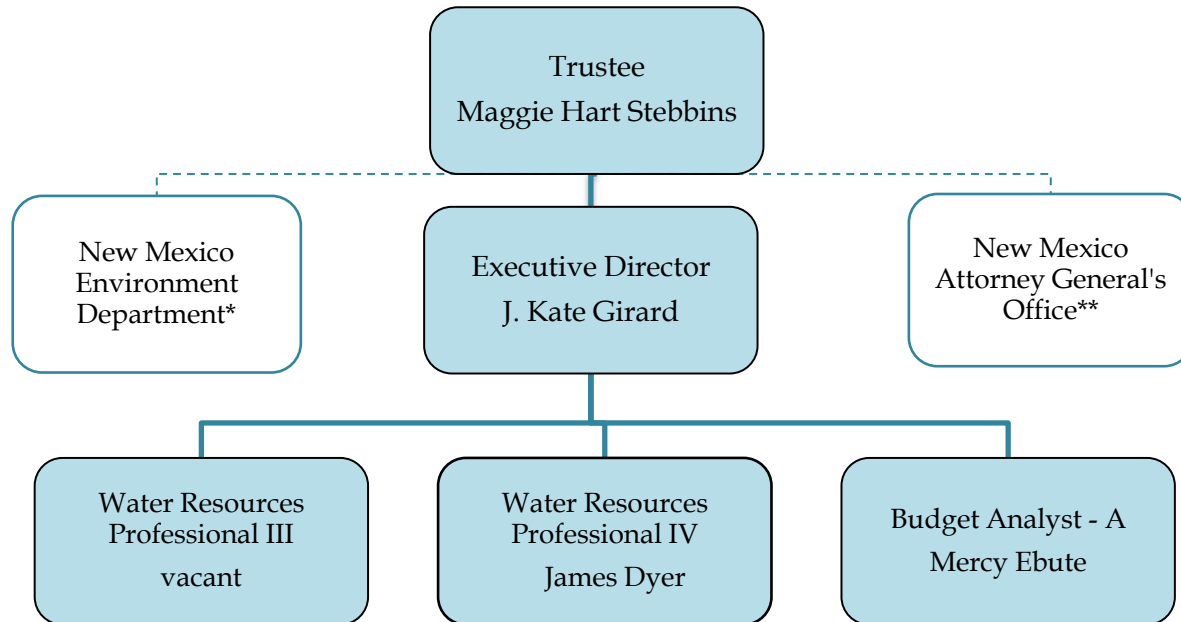 Trustee
Maggie Hart Stebbins
New Mexico
Environment
Department*
Executive Director
J. Kate Girard
New Mexico
Attorney General's
Office**
Water Resources
Professional III
vacant
Water Resources
Professional IV
James Dyer
Budget Analyst - A
Mercy Ebute